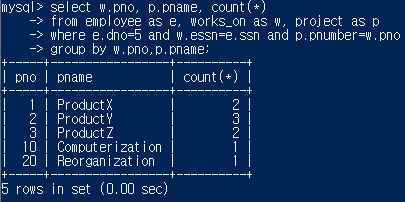 mysql> select w.pno, p.pname, count(*)
    -> from employee as e, works_on as w, project as p
    -> where e.dno=5 and w.essn=e.ssn and p.pnumber=w.pno
    -> group by w.pno,p.pname;
+-----+-----------------+----------+
| pno | pname           | count(*) |
+-----+-----------------+----------+
|   1 | ProductX        |        2 |
|   2 | ProductY        |        3 |
|   3 | ProductZ        |        2 |
|  10 | Computerization |        1 |
|  20 | Reorganization  |        1 |
+-----+-----------------+----------+
5 rows in set (0.00 sec)